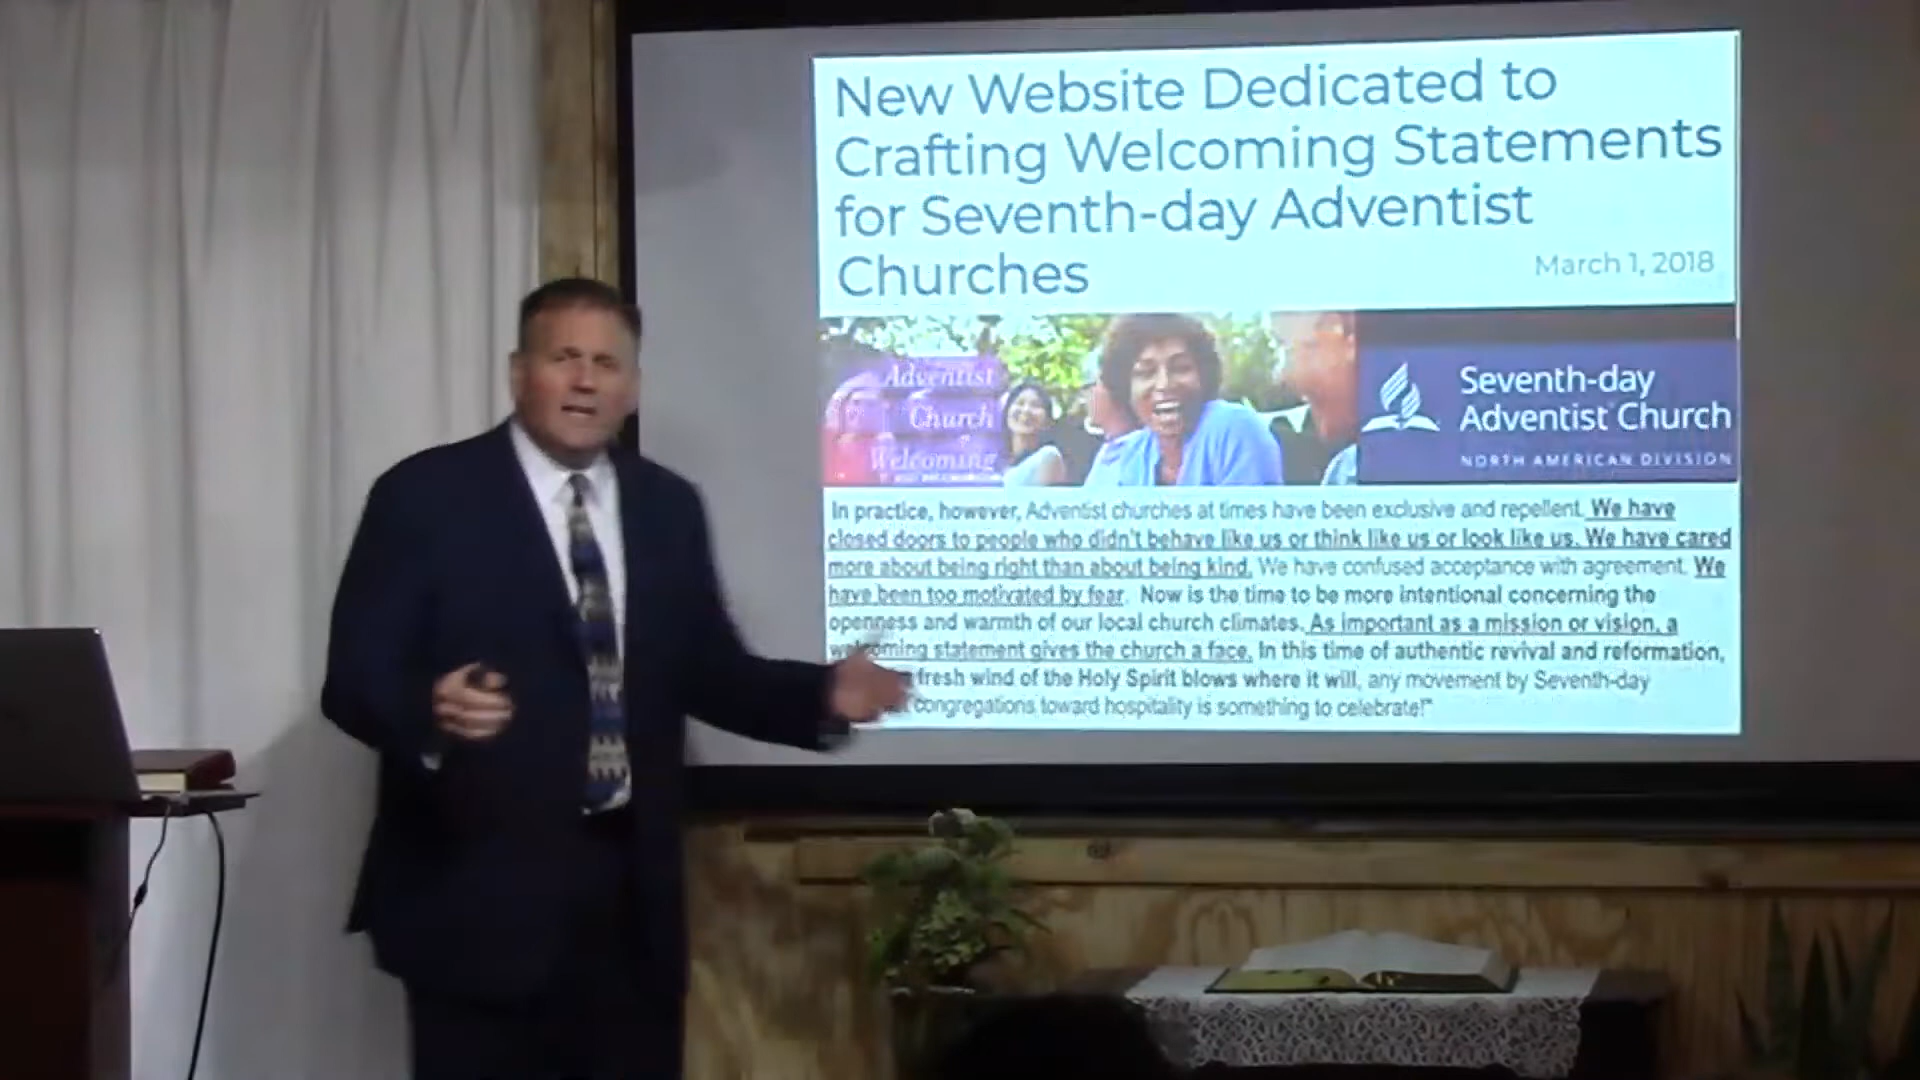 New Website Dedicated to
Crafting Welcoming Statements
for Seventh-day Adventist
Churches
March 1, 2018
Adventist
Church
Welcoming
Seventh-day
Adventist Church
NORTH AMERICAN DIVISION
In practice, however, Adventist churches at times have been exclusive and repellent. We have
closed doors to people who didn't behave like us or think like us or look like us. We have cared
more about being right than about being kind. We have confused acceptance with agreement. We
have been too motivated by fear. Now is the time to be more intentional concerning the
openness and warmth of our local church climates. As important as a mission or vision, a
welcoming statement gives the church a face. In this time of authentic revival and reformation,
fresh wind of the Holy Spirit blows where it will, any movement by Seventh-day
congregations toward hospitality is something to celebrate!"